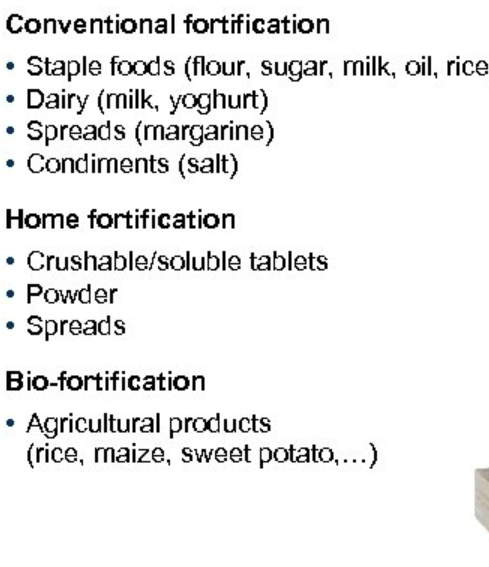 Conventional fortification
• Staple foods (flour, sugar, milk, oil, rice
• Dairy (milk, yoghurt)
• Spreads (margarine)
• Condiments (salt)
Home fortification
• Crushable/soluble tablets
• Powder
• Spreads
Bio-fortification
• Agricultural products
(rice, maize, sweet potato,…)